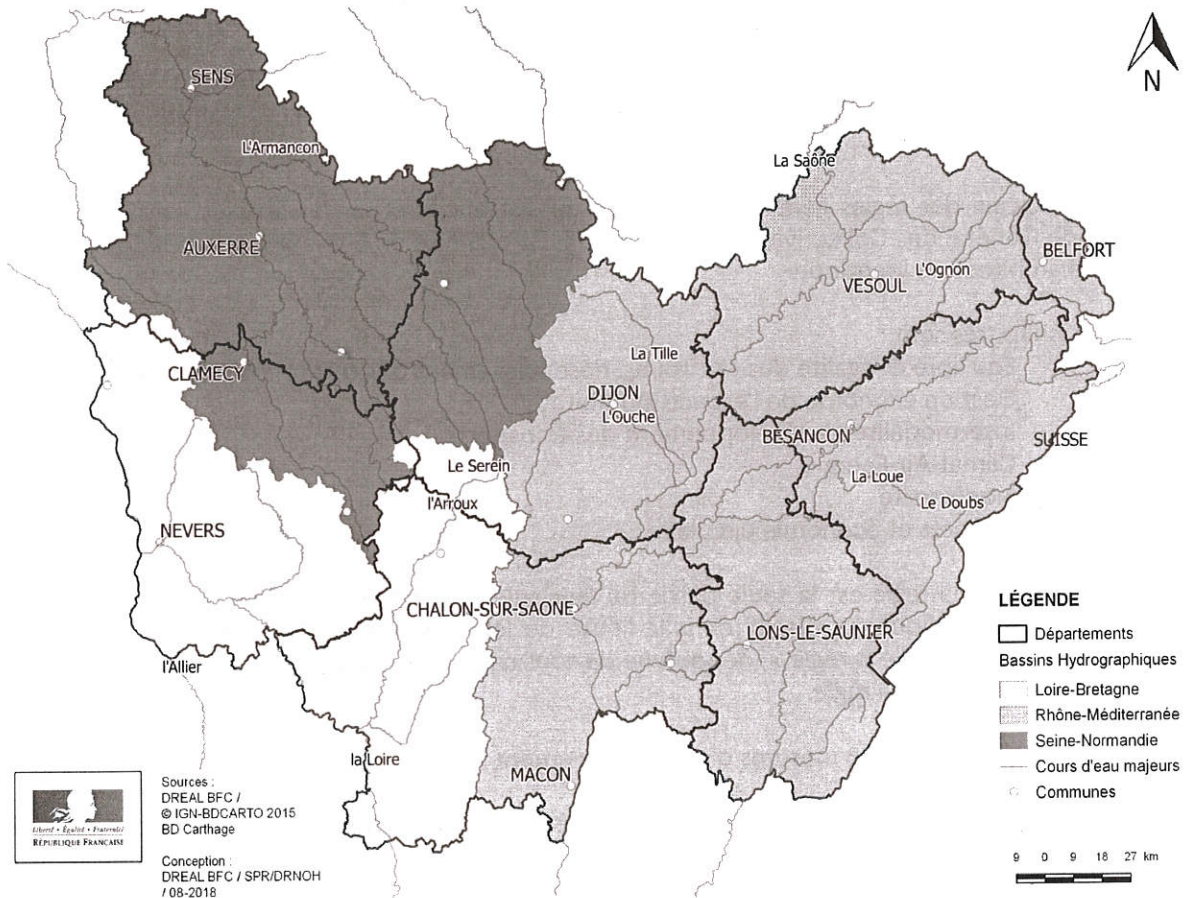 N
SENS
L'Armancon
La Saône
AUXERRE
BELFORT
L'Ognon
VESOUL
La Tille
CLAMECY
DIJON
L'Ouche
BESANCON
SUISSE
Le Serein
La Loue
l'Arroux
Le Doubs
NEVERS
CHALON-SUR-SAONE
LONS-LE-SAUNIER
l'Allier
la Loire
MACON
LÉGENDE
Départements
Bassins Hydrographiques
Loire-Bretagne
Rhône-Méditerranée
Seine-Normandie
Cours d'eau majeurs
Communes
9 0 9 18 27 km
Liberté • Égalité • Fraternité
RÉPUBLIQUE FRANÇAISE
Sources :
DREAL BFC /
© IGN-BDCARTO 2015
BD Carthage
Conception :
DREAL BFC / SPR/DRNOH
/ 08-2018